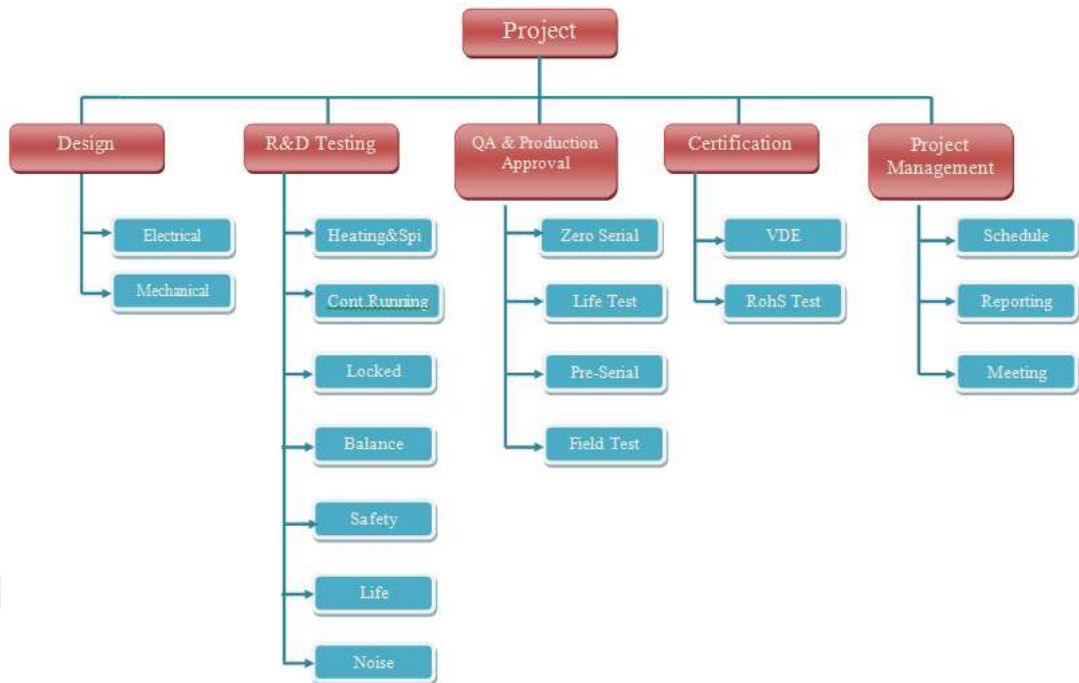 Project
Design
R&D Testing
QA & Production
Approval
Certification
Project
Management
Electrical
Mechanical
Heating&Spi
Cont.Running
Locked
Balance
Safety
Life
Noise
Zero Serial
Life Test
Pre-Serial
Field Test
VDE
RohS Test
Schedule
Reporting
Meeting